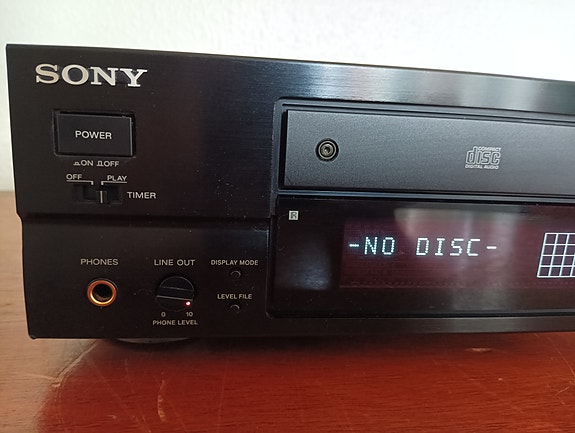 SONY
POWER
ON OFF
OFF PLAY
TIMER
COMPACT
disc
DIGITAL AUDIO
R
-NO DISC-
PHONES
LINE OUT
DISPLAY MODE
LEVEL FILE
0 10
PHONE LEVEL